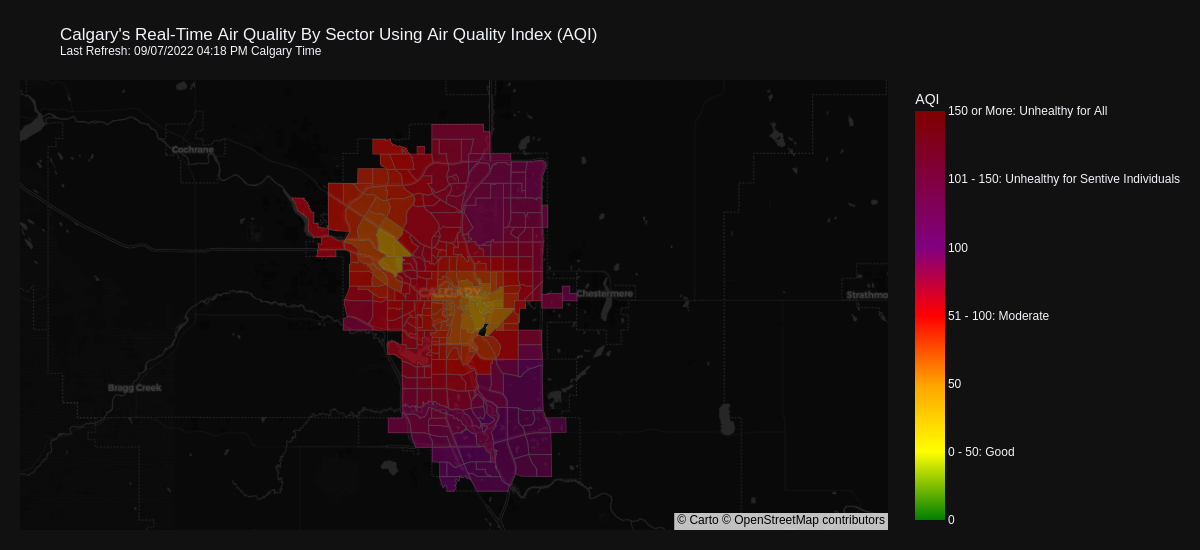 Calgary's Real-Time Air Quality By Sector Using Air Quality Index (AQI)
Last Refresh: 09/07/2022 04:18 PM Calgary Time
AQI
150 or More: Unhealthy for All
Cochrane
101 - 150: Unhealthy for Sentive Individuals
100
CALGARY
Chestermere
Strathmo
51 - 100: Moderate
50
Bragg Creek
0 - 50: Good
0
© Carto © OpenStreetMap contributors